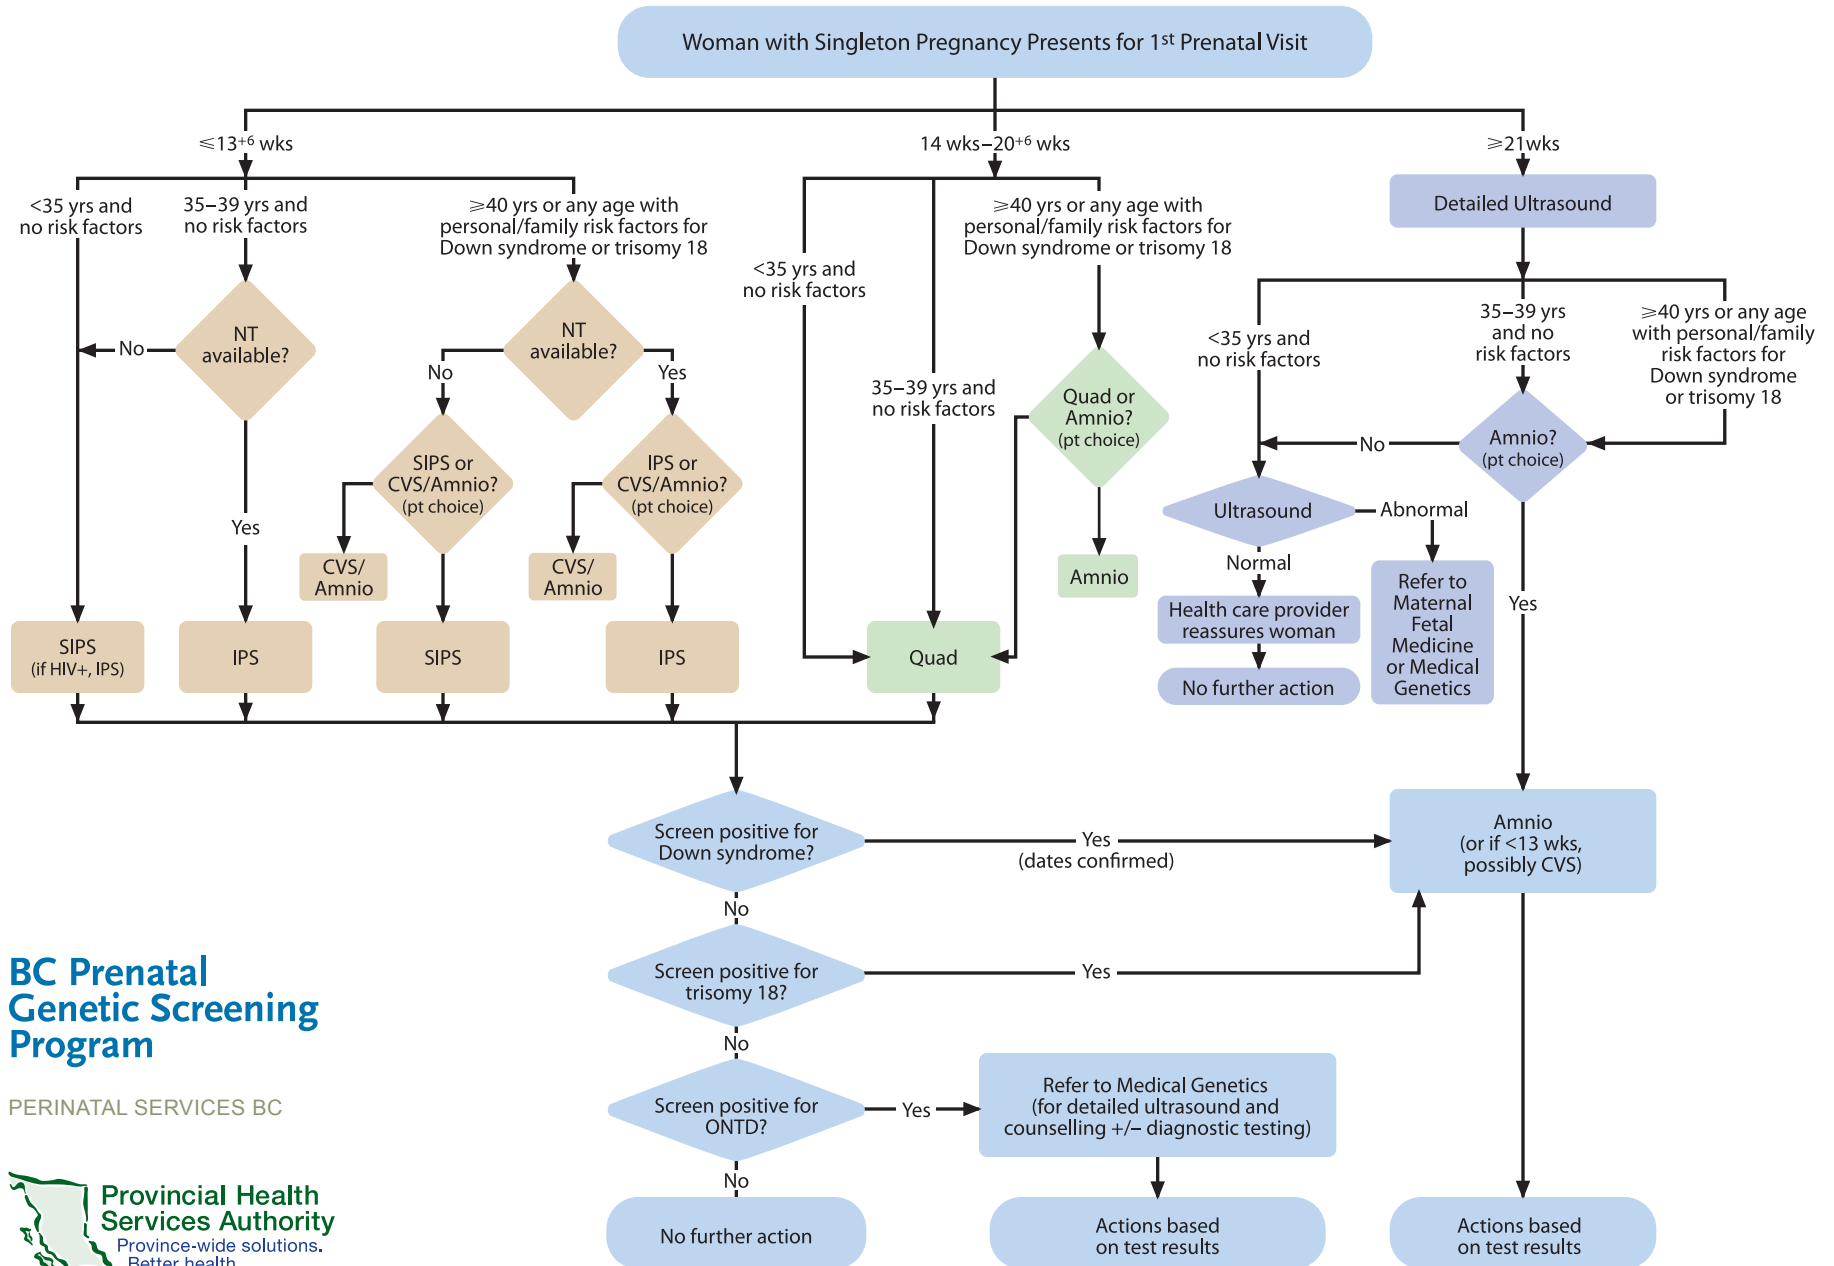 Woman with Singleton Pregnancy Presents for 1st Prenatal Visit
≤13+6 wks
14 wks–20+6 wks
≥21wks
<35 yrs and
no risk factors
35–39 yrs and
no risk factors
≥40 yrs or any age with
personal/family risk factors for
Down syndrome or trisomy 18
NT
available?
No
Yes
NT
available?
No
Yes
SIPS or
CVS/Amnio?
(pt choice)
IPS or
CVS/Amnio?
(pt choice)
CVS/
Amnio
CVS/
Amnio
SIPS
(if HIV+, IPS)
IPS
SIPS
IPS
<35 yrs and
no risk factors
35–39 yrs and
no risk factors
≥40 yrs or any age with
personal/family risk factors for
Down syndrome or trisomy 18
Quad or
Amnio?
(pt choice)
Amnio
Quad
Detailed Ultrasound
<35 yrs and
no risk factors
35–39 yrs
and no
risk factors
≥40 yrs or any age
with personal/family
risk factors for
Down syndrome
or trisomy 18
Amnio?
(pt choice)
No
Yes
Ultrasound
Abnormal
Normal
Health care provider
reassures woman
No further action
Refer to
Maternal
Fetal
Medicine
or Medical
Genetics
Screen positive for
Down syndrome?
Yes
(dates confirmed)
Amnio
(or if <13 wks,
possibly CVS)
No
Screen positive for
trisomy 18?
Yes
No
Screen positive for
ONTD?
Yes
Refer to Medical Genetics
(for detailed ultrasound and
counselling +/– diagnostic testing)
No
No further action
Actions based
on test results
Actions based
on test results
BC Prenatal
Genetic Screening
Program
PERINATAL SERVICES BC
Provincial Health
Services Authority
Province-wide solutions.
Better health.